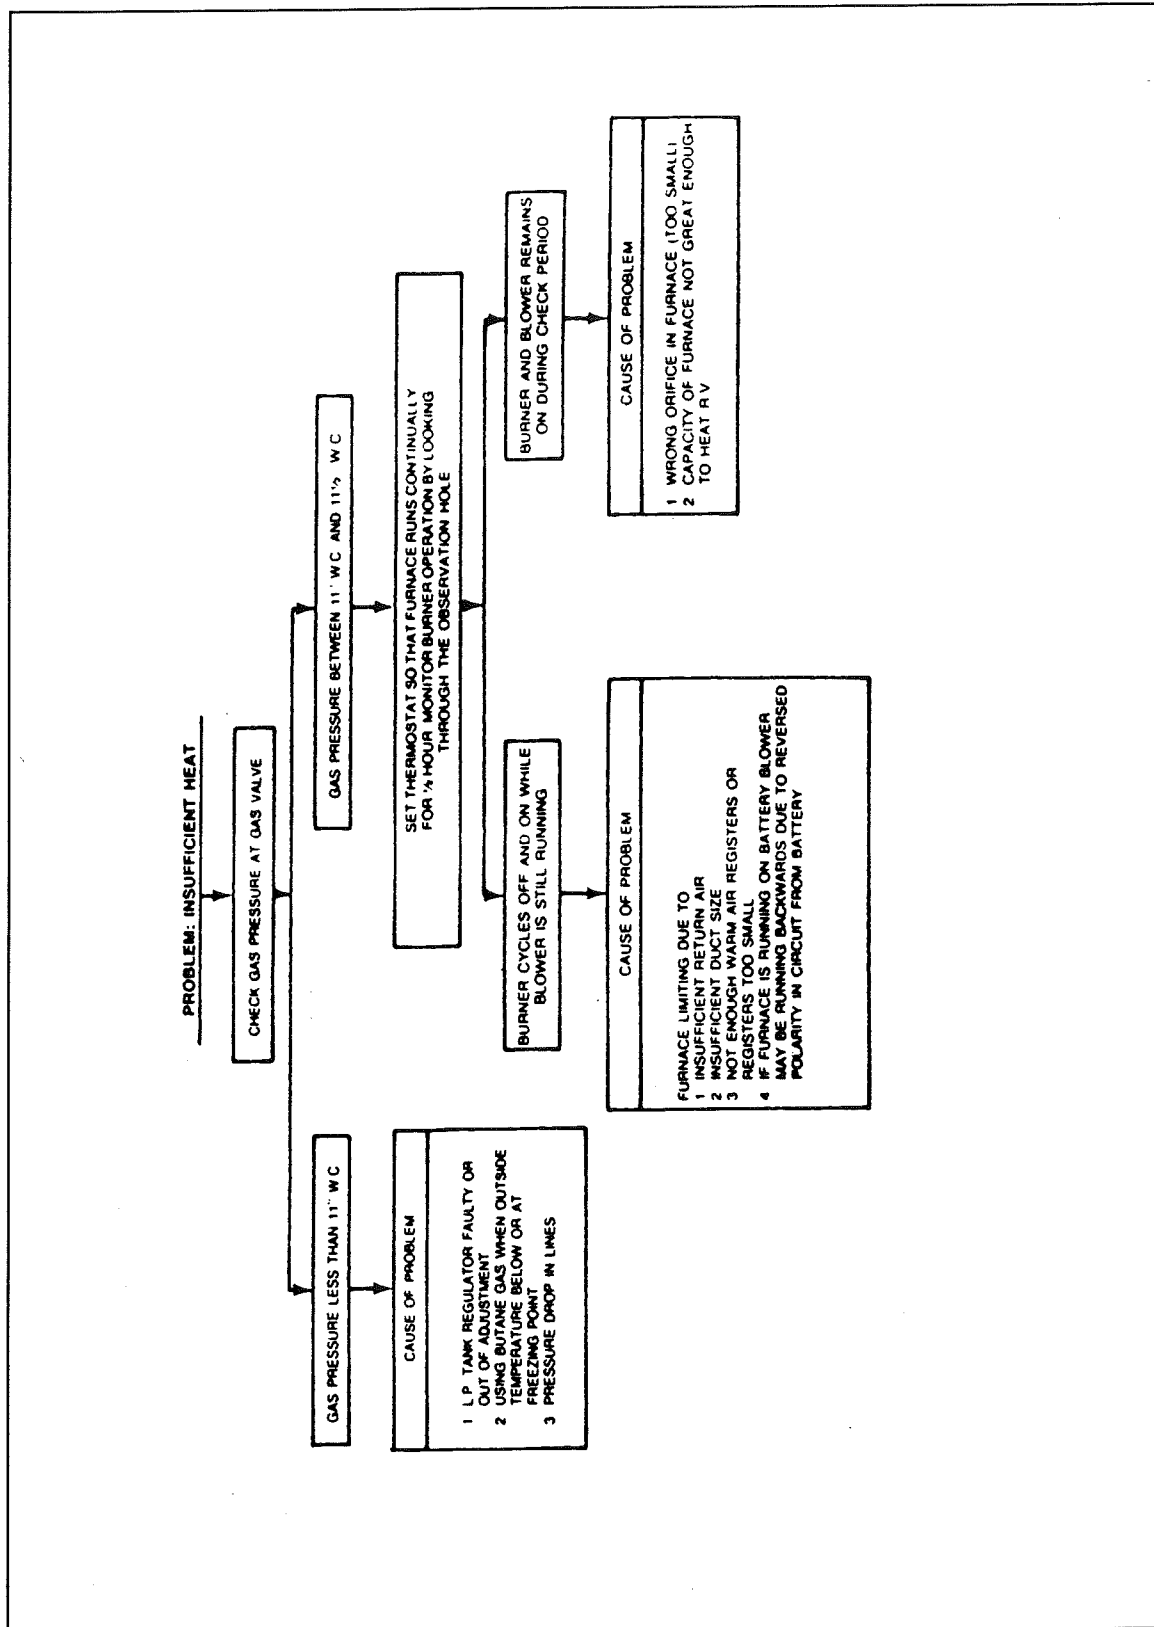 PROBLEM: INSUFFICIENT HEAT
CHECK GAS PRESSURE AT GAS VALVE
GAS PRESSURE LESS THAN 11" WC
CAUSE OF PROBLEM
1 LP TANK REGULATOR FAULTY OR
OUT OF ADJUSTMENT
2 USING BUTANE GAS WHEN OUTSIDE
TEMPERATURE BELOW OR AT
FREEZING POINT
3 PRESSURE DROP IN LINES
GAS PRESSURE BETWEEN 11" WC AND 11½" WC
SET THERMOSTAT SO THAT FURNACE RUNS CONTINUALLY
FOR ½ HOUR MONITOR BURNER OPERATION BY LOOKING
THROUGH THE OBSERVATION HOLE
BURNER CYCLES OFF AND ON WHILE
BLOWER IS STILL RUNNING
CAUSE OF PROBLEM
FURNACE LIMITING DUE TO
1 INSUFFICIENT RETURN AIR
2 INSUFFICIENT DUCT SIZE
3 NOT ENOUGH WARM AIR REGISTERS OR
REGISTERS TOO SMALL
4 IF FURNACE IS RUNNING ON BATTERY BLOWER
MAY BE RUNNING BACKWARDS DUE TO REVERSED
POLARITY IN CIRCUIT FROM BATTERY
BURNER AND BLOWER REMAINS
ON DURING CHECK PERIOD
CAUSE OF PROBLEM
1 WRONG ORIFICE IN FURNACE (TOO SMALL)
2 CAPACITY OF FURNACE NOT GREAT ENOUGH
TO HEAT RV